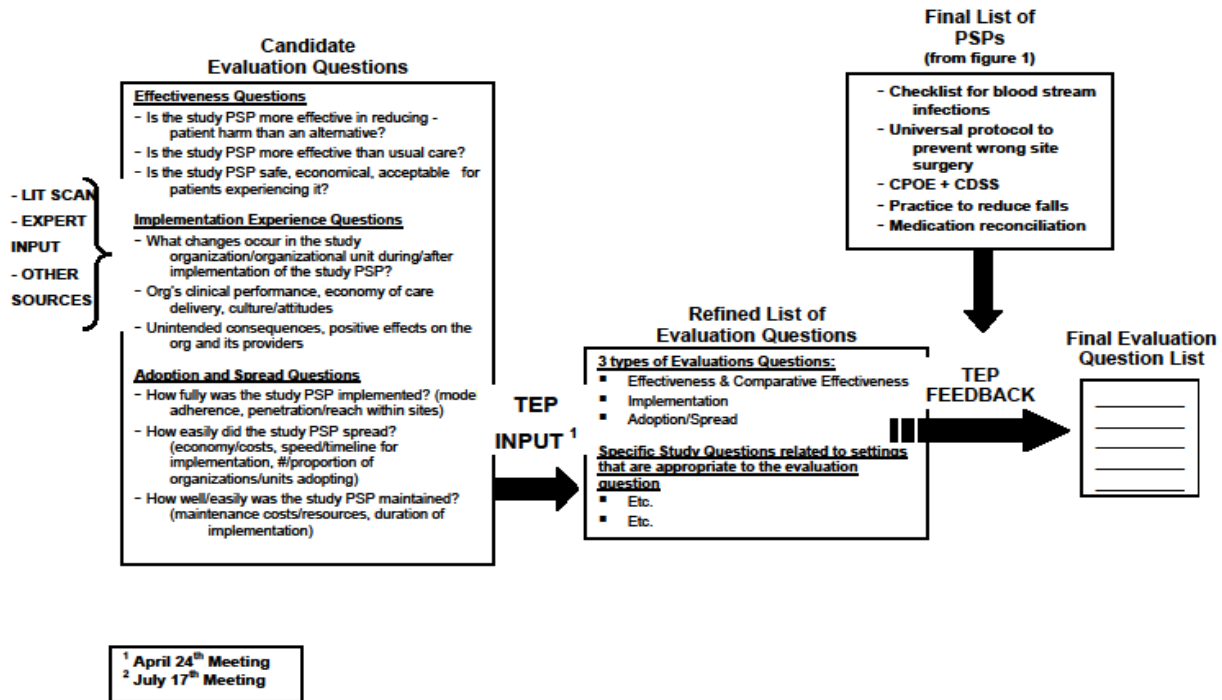 Candidate
Evaluation Questions
Effectiveness Questions
- Is the study PSP more effective in reducing -
patient harm than an alternative?
- Is the study PSP more effective than usual care?
- Is the study PSP safe, economical, acceptable for
patients experiencing it?
Implementation Experience Questions
- What changes occur in the study
organization/organizational unit during/after
implementation of the study PSP?
- Org's clinical performance, economy of care
delivery, culture/attitudes
- Unintended consequences, positive effects on the
org and its providers
Adoption and Spread Questions
- How fully was the study PSP implemented? (model
adherence, penetration/reach within sites)
- How easily did the study PSP spread?
(economy/costs, speed/timeline for
implementation, #/proportion of
organizations/units adopting)
- How well/easily was the study PSP maintained?
(maintenance costs/resources, duration of
implementation)
- LIT SCAN
- EXPERT
INPUT
- OTHER
SOURCES
TEP
INPUT ¹
Refined List of
Evaluation Questions
3 types of Evaluations Questions:
▪ Effectiveness & Comparative Effectiveness
▪ Implementation
▪ Adoption/Spread
Specific Study Questions related to settings
that are appropriate to the evaluation
question
▪ Etc.
▪ Etc.
Final List of
PSPs
(from figure 1)
- Checklist for blood stream
infections
- Universal protocol to
prevent wrong site
surgery
- CPOE + CDSS
- Practice to reduce falls
- Medication reconciliation
TEP
FEEDBACK
Final Evaluation
Question List
¹ April 24th Meeting
² July 17th Meeting